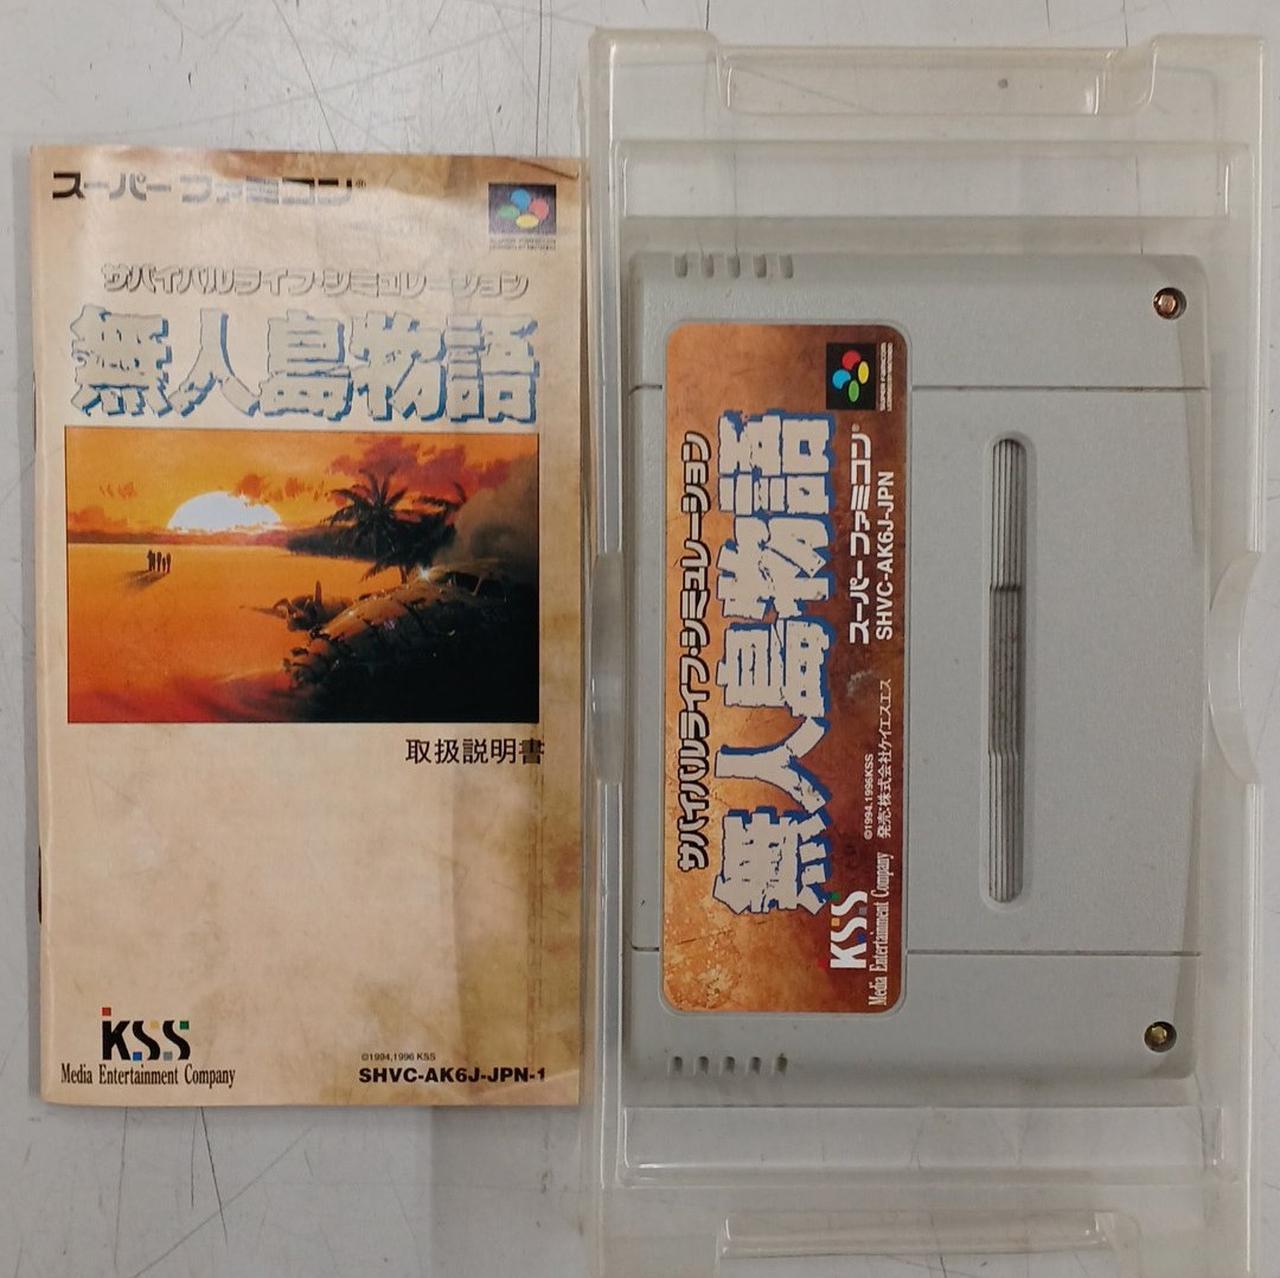 スーパーファミコン®
サバイバルライフ・シミュレーション
無人島物語
取扱説明書
KSS
Media Entertainment Company
©1994,1996 KSS
SHVC-AK6J-JPN-1
サバイバルライフ・シミュレーション
無人島物語
スーパーファミコン®
SHVC-AK6J-JPN
©1994.1996KSS
発売:株式会社ケイエスエス
KSS
Media Entertainment Company